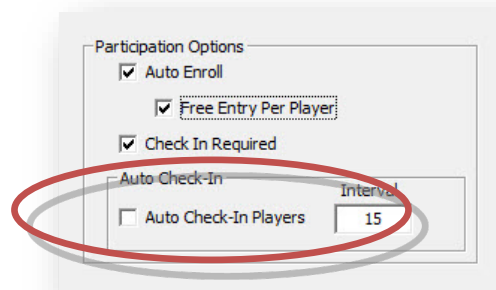 Participation Options
Auto Enroll
Free Entry Per Player
Check In Required
Auto Check-In
Interval
Auto Check-In Players 15